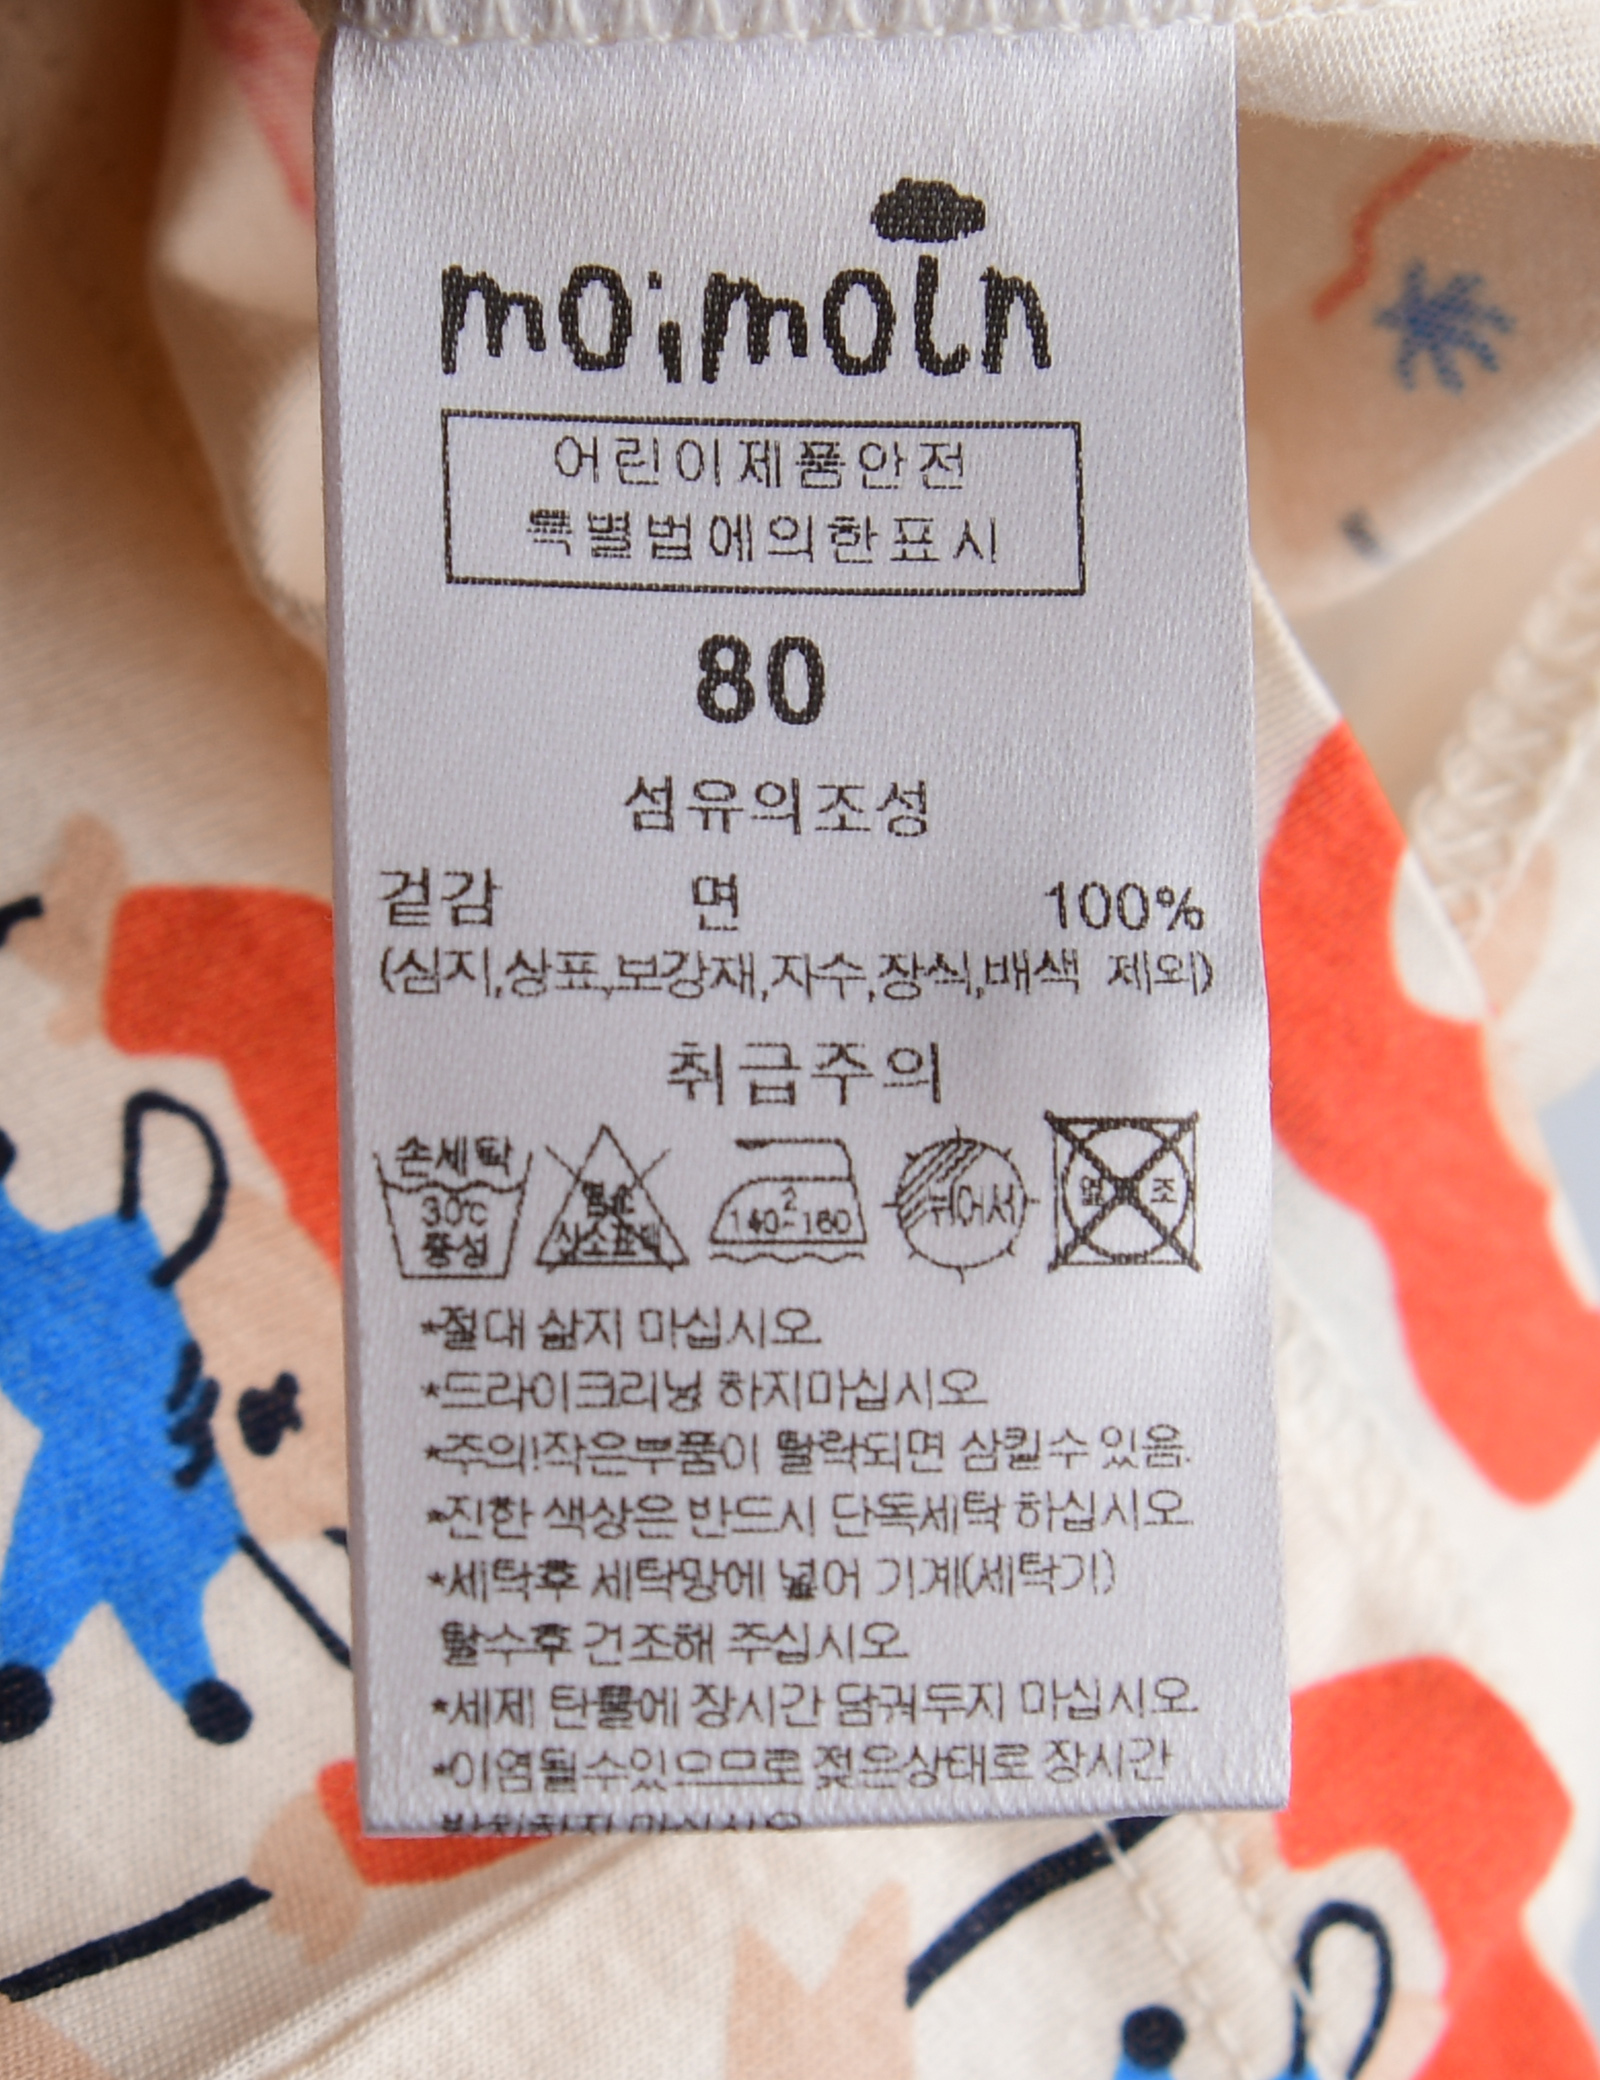 moimoln
어린이제품안전
특별법에의한표시
80
섬유의조성
겉감 면 100%
(심지,상표,보강재,자수,장식,배색 제외)
취급주의
손세탁
30℃
중성
염소
산소표백
2
140~160
뉘어서
*절대 삶지 마십시오
*드라이크리닝 하지마십시오
*주의!작은부품이 탈락되면 삼킬수 있음.
*진한 색상은 반드시 단독세탁 하십시오.
*세탁후 세탁망에 넣어 기계(세탁기)
탈수후 건조해 주십시오.
*세제 탄물에 장시간 담궈두지 마십시오.
*이염될수있으므로 젖은상태로 장시간